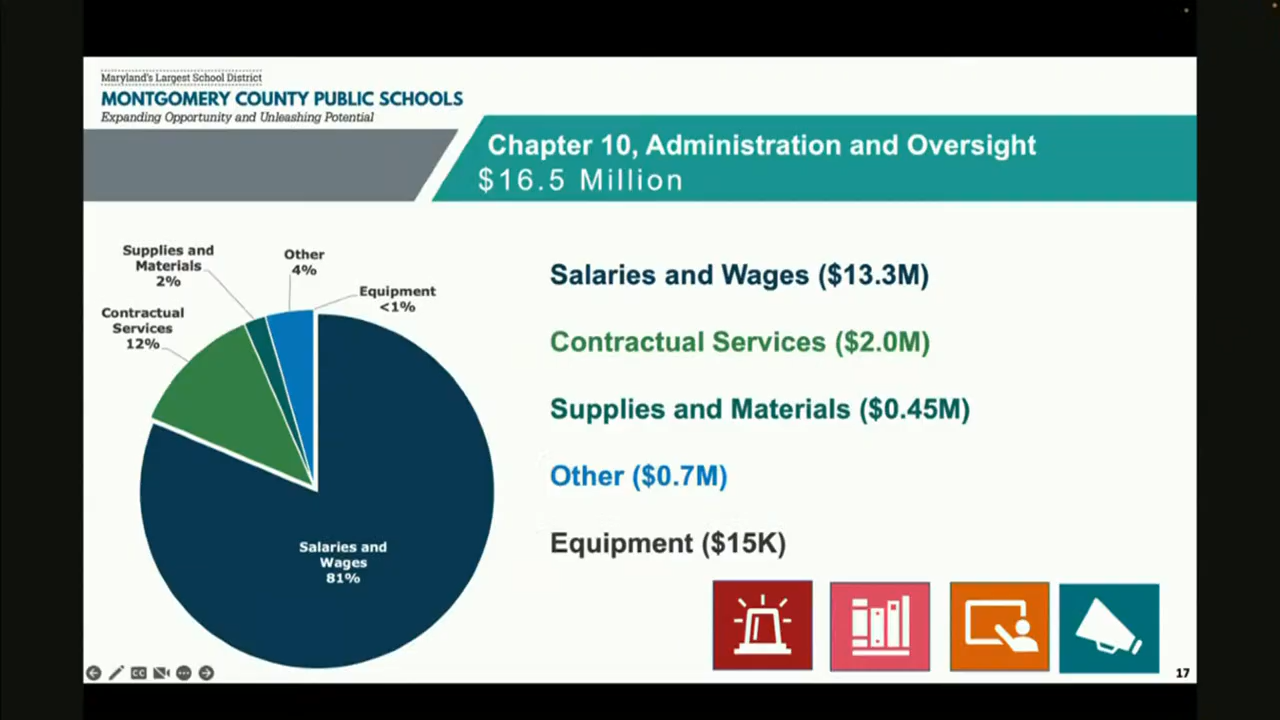 Maryland's Largest School District
MONTGOMERY COUNTY PUBLIC SCHOOLS
Expanding Opportunity and Unleashing Potential
Chapter 10, Administration and Oversight
$16.5 Million
Supplies and
Materials
2%
Other
4%
Equipment
<1%
Contractual
Services
12%
Salaries and
Wages
81%
Salaries and Wages ($13.3M)
Contractual Services ($2.0M)
Supplies and Materials ($0.45M)
Other ($0.7M)
Equipment ($15K)
CC
17